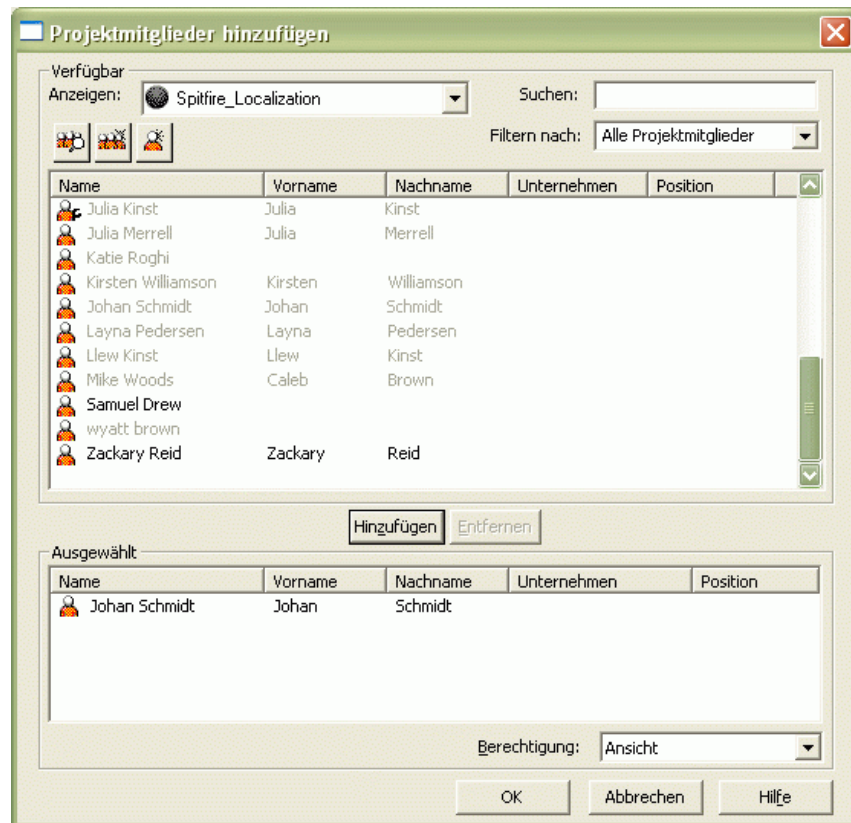 Projektmitglieder hinzufügen
Verfügbar
Anzeigen: Spitfire_Localization Suchen:
Filtern nach: Alle Projektmitglieder
Name Vorname Nachname Unternehmen Position
Julia Kinst Julia Kinst
Julia Merrell Julia Merrell
Katie Roghi
Kirsten Williamson Kirsten Williamson
Johan Schmidt Johan Schmidt
Layna Pedersen Layna Pedersen
Llew Kinst Llew Kinst
Mike Woods Caleb Brown
Samuel Drew
wyatt brown
Zackary Reid Zackary Reid
Hinzufügen Entfernen
Ausgewählt
Name Vorname Nachname Unternehmen Position
Johan Schmidt Johan Schmidt
Berechtigung: Ansicht
OK Abbrechen Hilfe